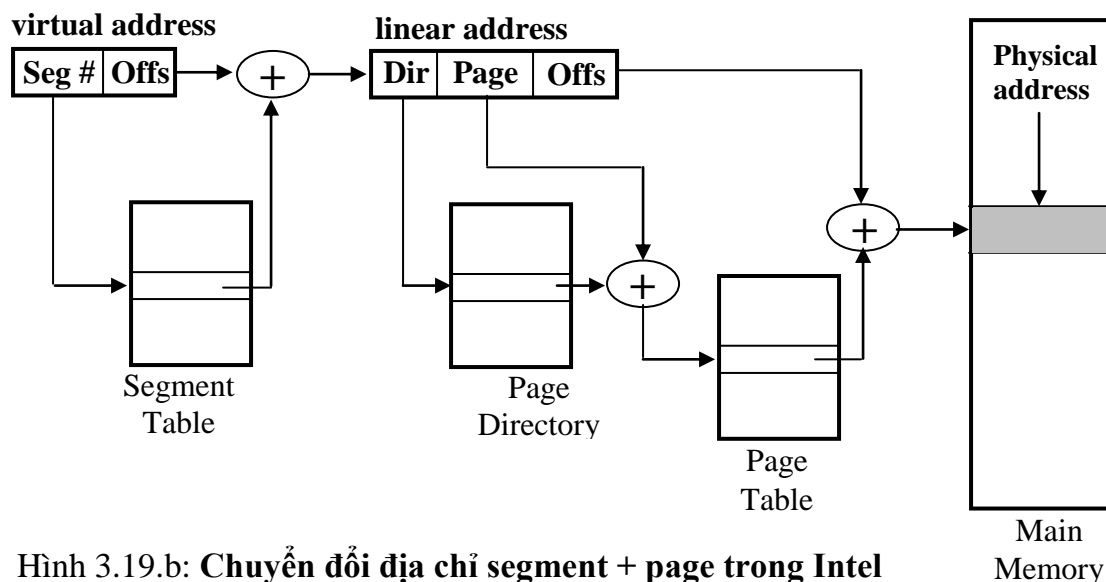 virtual address
linear address
Seg # Offs
+
Dir Page Offs
Physical
address
+
+
Segment
Table
Page
Directory
Page
Table
Main
Memory
Hình 3.19.b: Chuyển đổi địa chỉ segment + page trong Intel